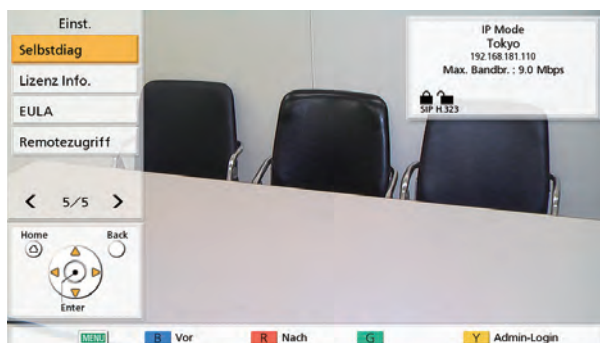 Einst.
Selbstdiag
Lizenz Info.
EULA
Remotezugriff
5/5
Home Back
Enter
IP Mode
Tokyo
192.168.181.110
Max. Bandbr. : 9.0 Mbps
SIP H.323
MENU B Vor R Nach G Y Admin-Login